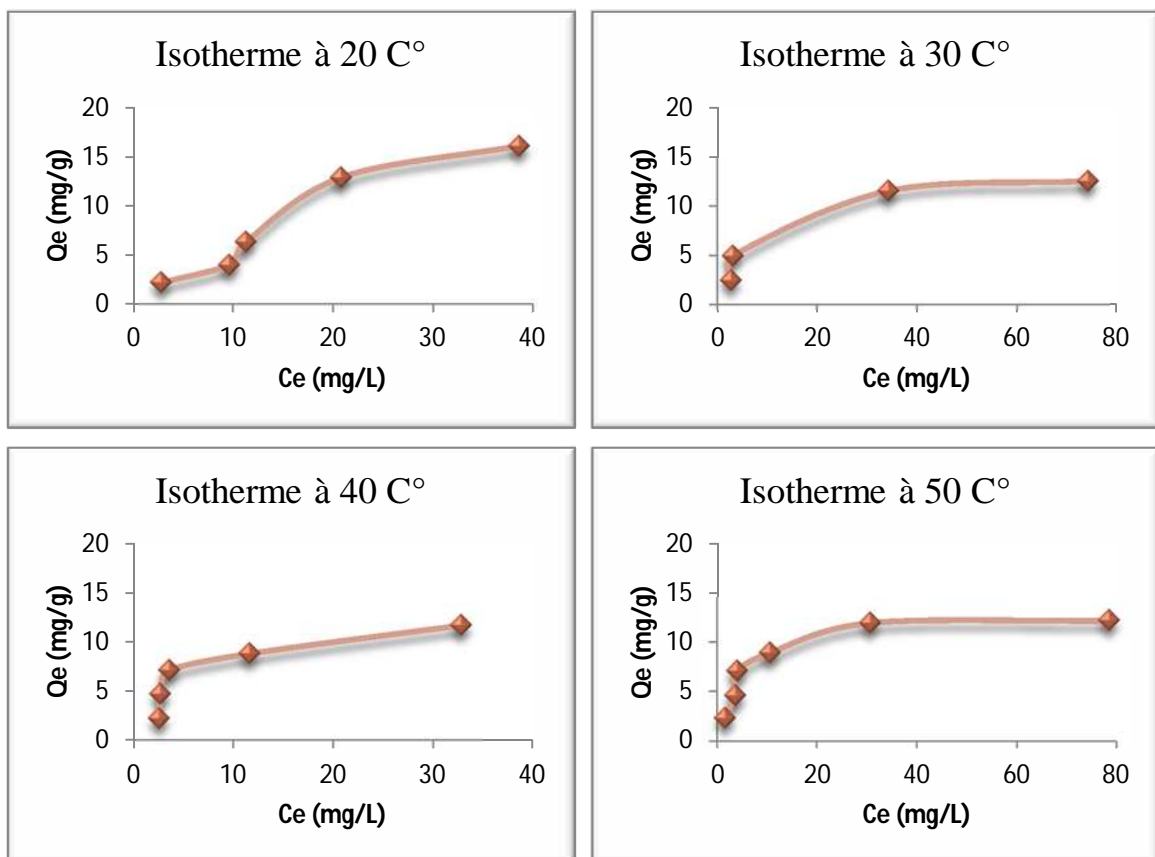 Isotherme à 20 C°
20
15
10
5
0
Qe (mg/g)
0 10 20 30 40
Ce (mg/L)
Isotherme à 30 C°
20
15
10
5
0
Qe (mg/g)
0 20 40 60 80
Ce (mg/L)
Isotherme à 40 C°
20
15
10
5
0
Qe (mg/g)
0 10 20 30 40
Ce (mg/L)
Isotherme à 50 C°
20
15
10
5
0
Qe (mg/g)
0 20 40 60 80
Ce (mg/L)